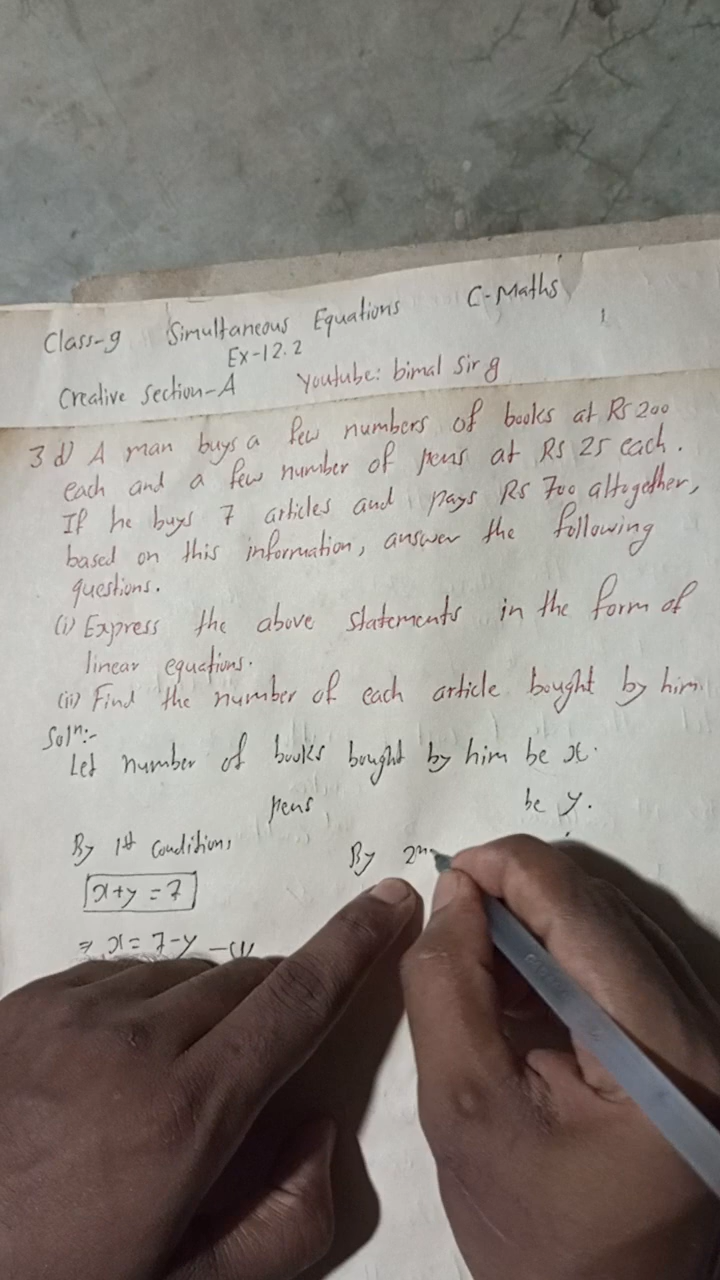 Class-9 Simultaneous Equations C-Maths
Ex-12.2 1
Creative Section-A Youtube: bimal Sir g
3 d) A man buys a few numbers of books at Rs 200
each and a few number of pens at Rs 25 each.
If he buys 7 articles and pays Rs 700 altogether,
based on this information, answer the following
questions.
(i) Express the above statements in the form of
linear equations.
(ii) Find the number of each article bought by him.
Soln:-
Let number of books bought by him be x.
pens be y.
By 1st Condition,
x+y = 7
By 2n
⇒ x = 7-y -(1)